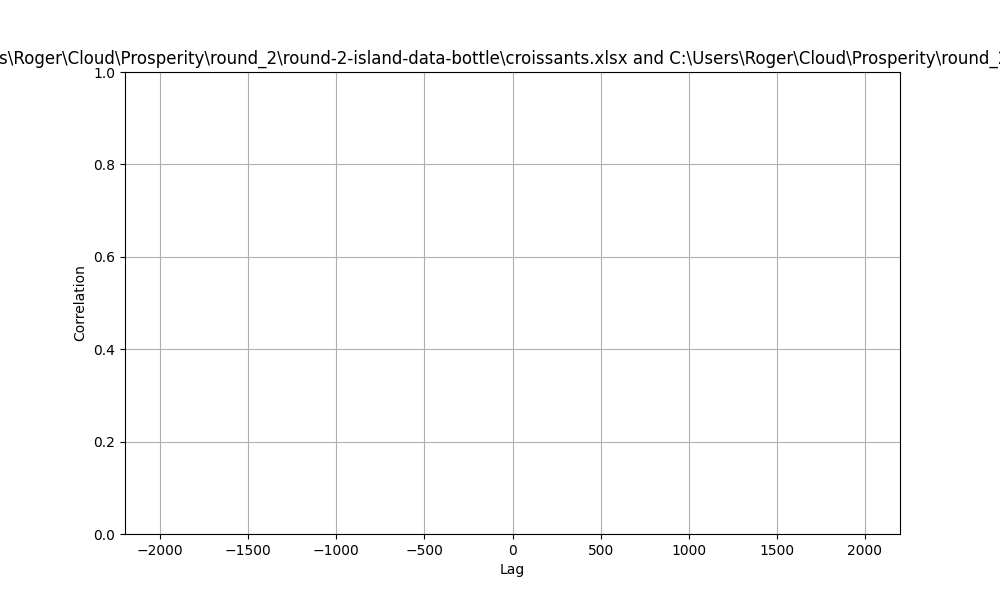 s\Roger\Cloud\Prosperity\round_2\round-2-island-data-bottle\croissants.xlsx and C:\Users\Roger\Cloud\Prosperity\round_2
1.0
0.8
0.6
0.4
0.2
0.0
Correlation
−2000 −1500 −1000 −500 0 500 1000 1500 2000
Lag